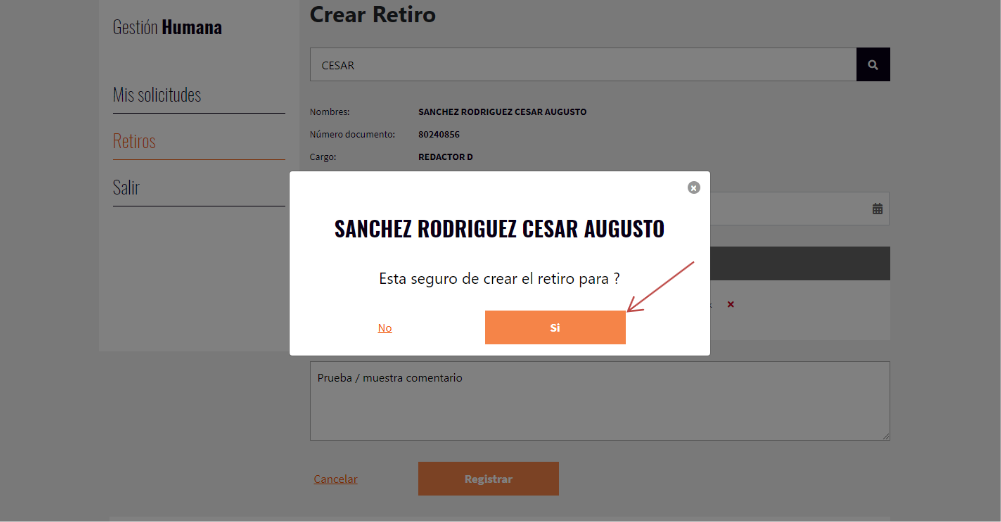 Gestión Humana
Mis solicitudes
Retiros
Salir
Crear Retiro
CESAR
Nombres: SANCHEZ RODRIGUEZ CESAR AUGUSTO
Número documento: 80240856
Cargo: REDACTOR D
SANCHEZ RODRIGUEZ CESAR AUGUSTO
Esta seguro de crear el retiro para ?
No Si
Prueba / muestra comentario
Cancelar Registrar